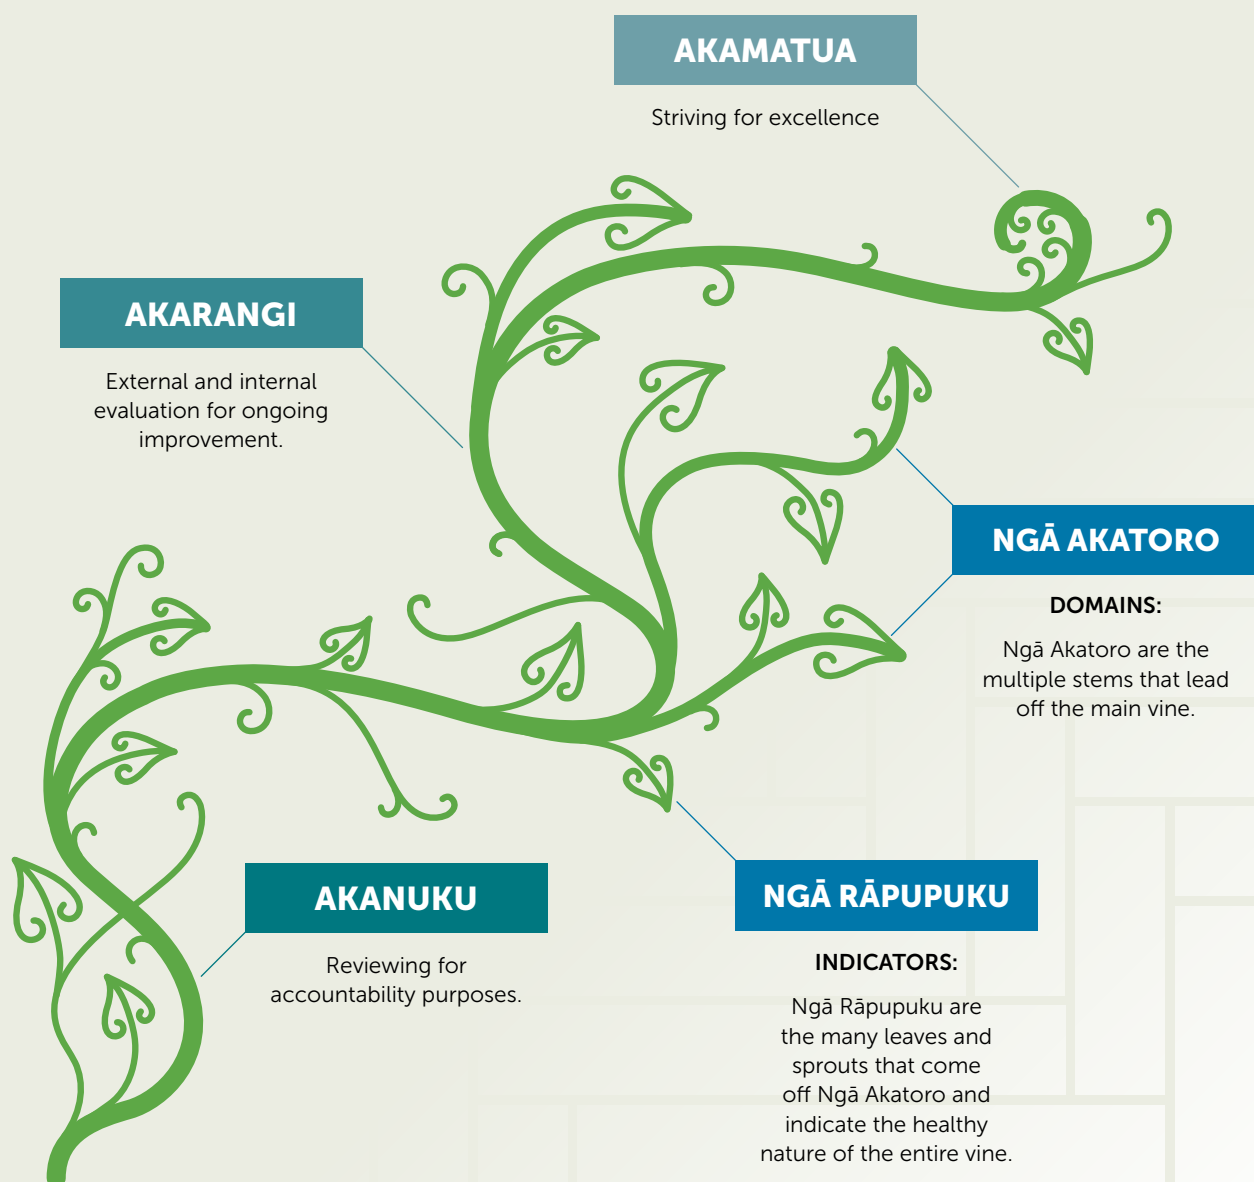 AKAMATUA
Striving for excellence
AKARANGI
External and internal
evaluation for ongoing
improvement.
NGĀ AKATORO
DOMAINS:
Ngā Akatoro are the
multiple stems that lead
off the main vine.
AKANUKU
Reviewing for
accountability purposes.
NGĀ RĀPUPUKU
INDICATORS:
Ngā Rāpupuku are
the many leaves and
sprouts that come
off Ngā Akatoro and
indicate the healthy
nature of the entire vine.